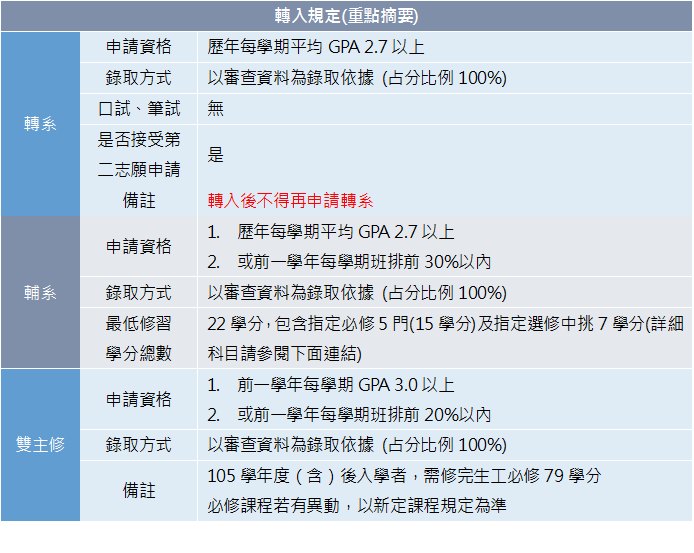 轉入規定(重點摘要)
轉系
申請資格
歷年每學期平均 GPA 2.7 以上
錄取方式
以審查資料為錄取依據 (占分比例 100%)
口試、筆試
無
是否接受第
二志願申請
是
備註
轉入後不得再申請轉系
輔系
申請資格
1. 歷年每學期平均 GPA 2.7 以上
2. 或前一學年每學期班排前 30%以內
錄取方式
以審查資料為錄取依據 (占分比例 100%)
最低修習
學分總數
22 學分，包含指定必修 5 門(15 學分)及指定選修中挑 7 學分(詳細
科目請參閱下面連結)
雙主修
申請資格
1. 前一學年每學期 GPA 3.0 以上
2. 或前一學年每學期班排前 20%以內
錄取方式
以審查資料為錄取依據 (占分比例 100%)
備註
105 學年度（含）後入學者，需修完生工必修 79 學分
必修課程若有異動，以新定課程規定為準